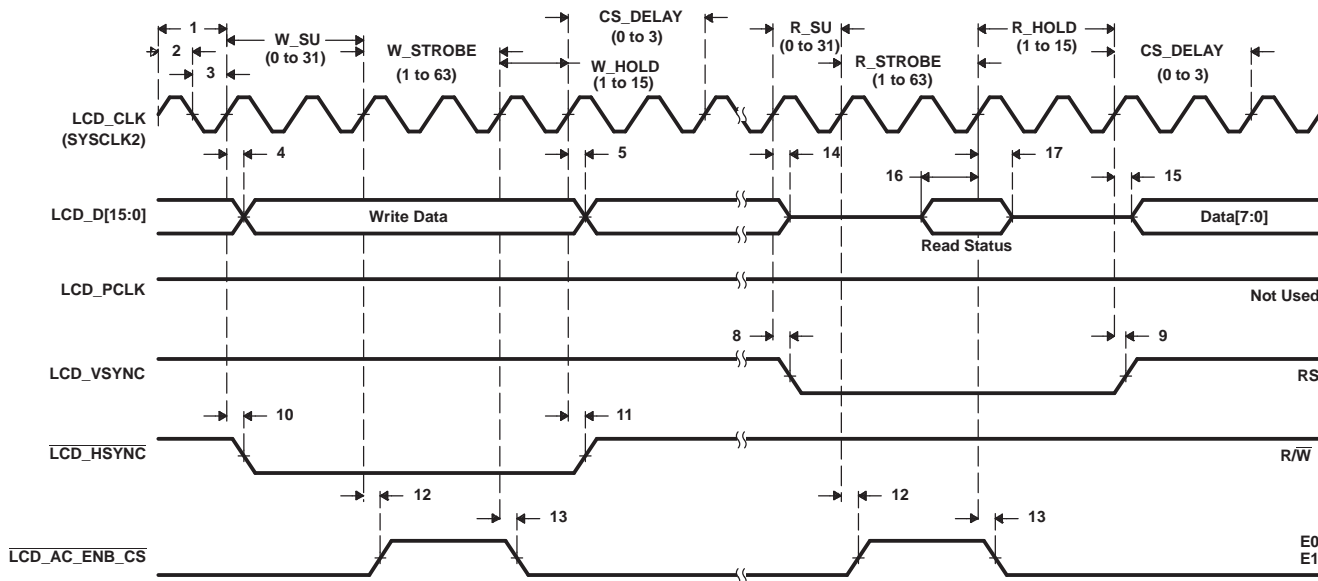 1
2
3
W_SU
(0 to 31)
W_STROBE
(1 to 63)
CS_DELAY
(0 to 3)
W_HOLD
(1 to 15)
R_SU
(0 to 31)
R_STROBE
(1 to 63)
R_HOLD
(1 to 15)
CS_DELAY
(0 to 3)
LCD_CLK
(SYSCLK2)
4
5
14
17
16
15
LCD_D[15:0]
Write Data
Read Status
Data[7:0]
LCD_PCLK
Not Used
8
9
LCD_VSYNC
RS
10
11
LCD_HSYNC
R/W
12
13
12
13
LCD_AC_ENB_CS
E0
E1